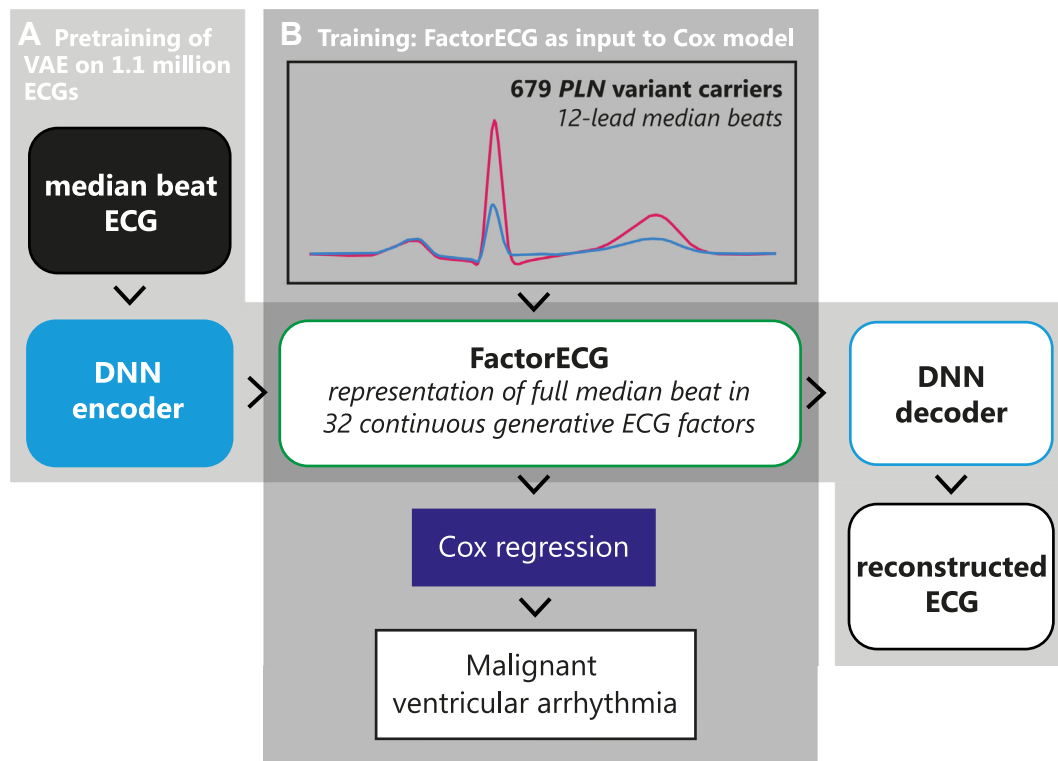 A Pretraining of
VAE on 1.1 million
ECGs
median beat
ECG
DNN
encoder
B Training: FactorECG as input to Cox model
679 PLN variant carriers
12-lead median beats
FactorECG
representation of full median beat in
32 continuous generative ECG factors
Cox regression
Malignant
ventricular arrhythmia
DNN
decoder
reconstructed
ECG